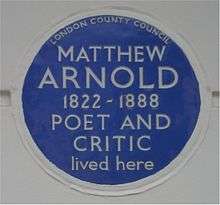 LONDON COUNTY COUNCIL
MATTHEW
ARNOLD
1822-1888
POET AND
CRITIC
lived here